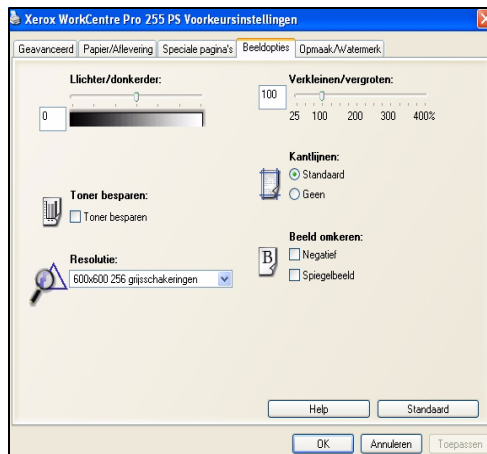 Xerox WorkCentre Pro 255 PS Voorkeursinstellingen
Geavanceerd Papier/Aflevering Speciale pagina's Beeldopties Opmaak/Watermerk
Llichter/donkerder:
0
Toner besparen:
Toner besparen
Resolutie:
600x600 256 grijsschakeringen
Verkleinen/vergroten:
100
25 100 200 300 400%
Kantlijnen:
Standaard
Geen
Beeld omkeren:
B
Negatief
Spiegelbeeld
Help Standaard
OK Annuleren Toepassen